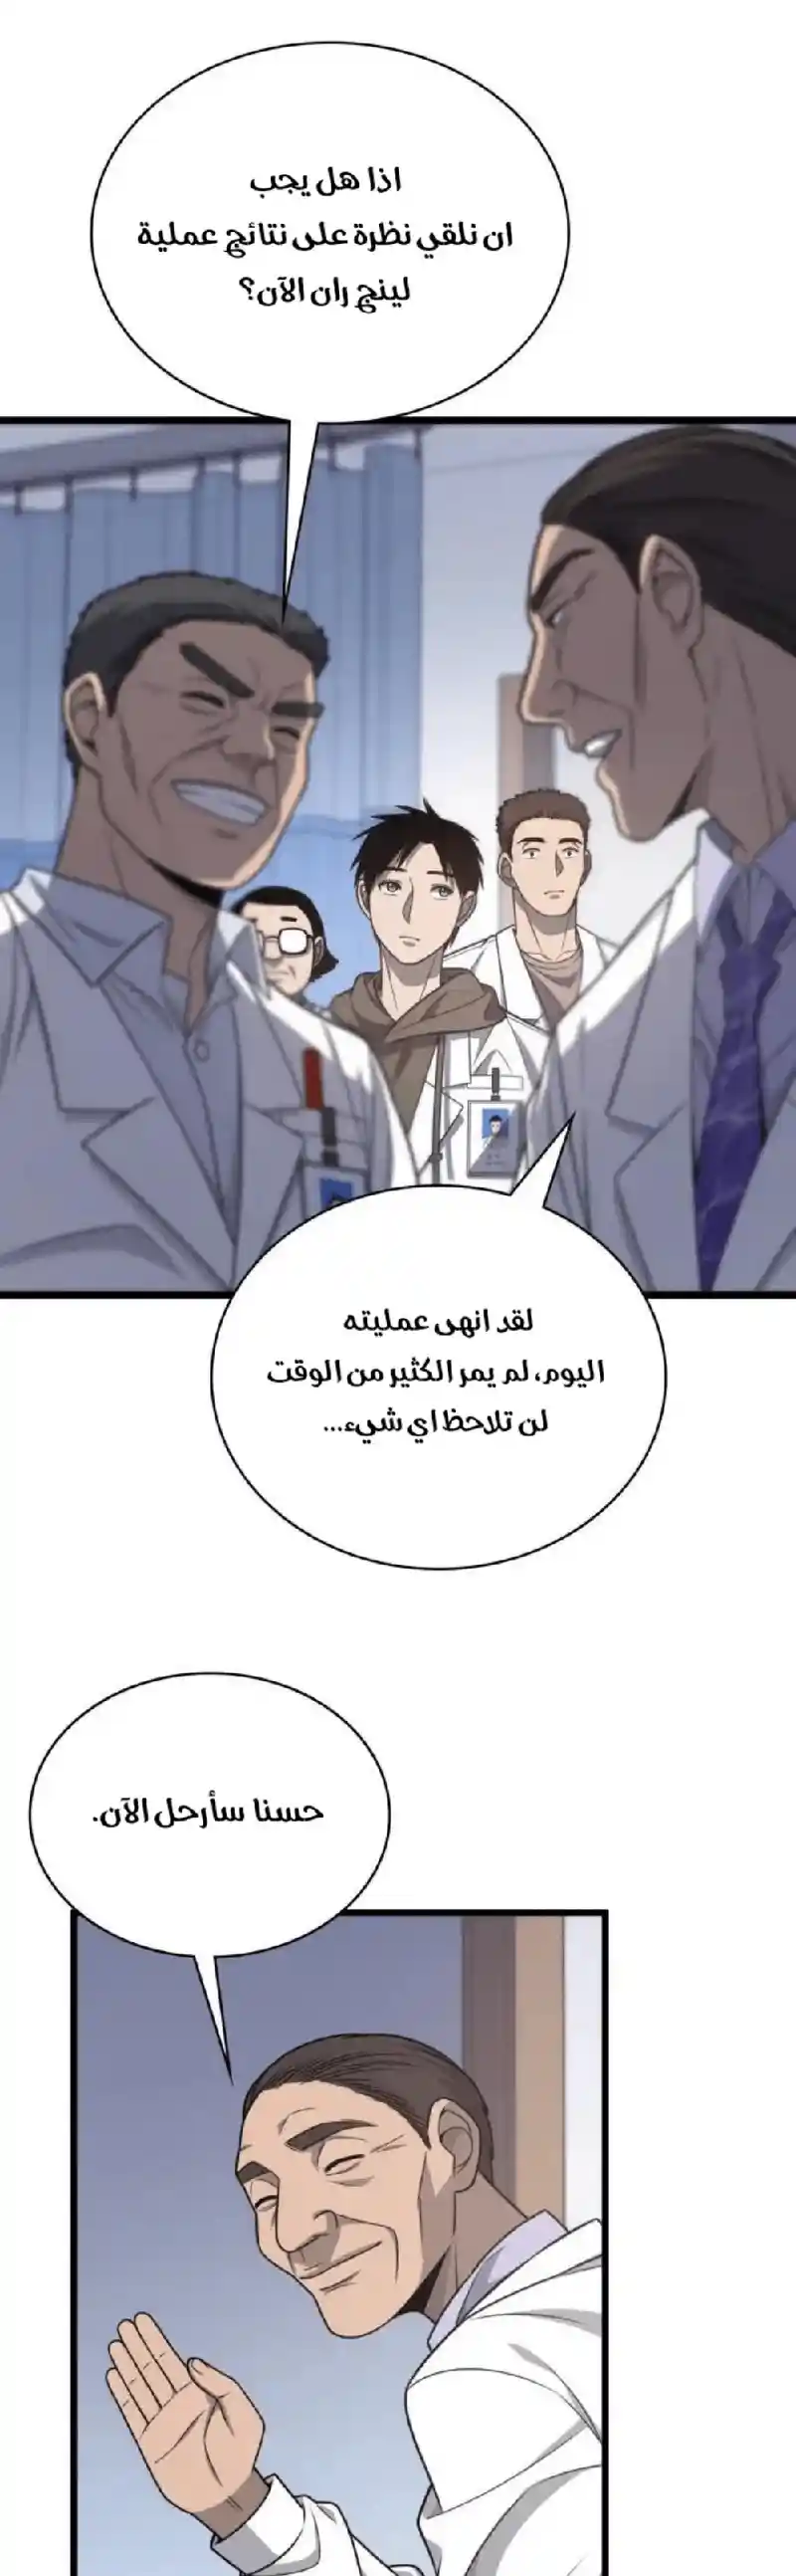 اذا هل يجب
ان نلقي نظرة على نتائج عملية
لينج ران الآن؟
لقد انهى عمليته
اليوم، لم يمر الكثير من الوقت
لن تلاحظ اي شيء...
حسنا سأرحل الآن.